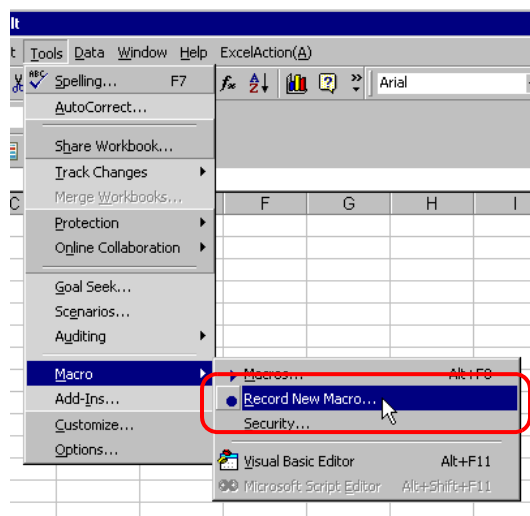 lt
t Tools Data Window Help ExcelAction(A)
ABC Spelling... F7 fx A Z Arial
AutoCorrect...
Share Workbook...
Track Changes
Merge Workbooks...
C F G H I
Protection
Online Collaboration
Goal Seek...
Scenarios...
Auditing
Macro Macros... Alt+F8
Add-Ins... Record New Macro...
Customize... Security...
Options... Visual Basic Editor Alt+F11
Microsoft Script Editor Alt+Shift+F11